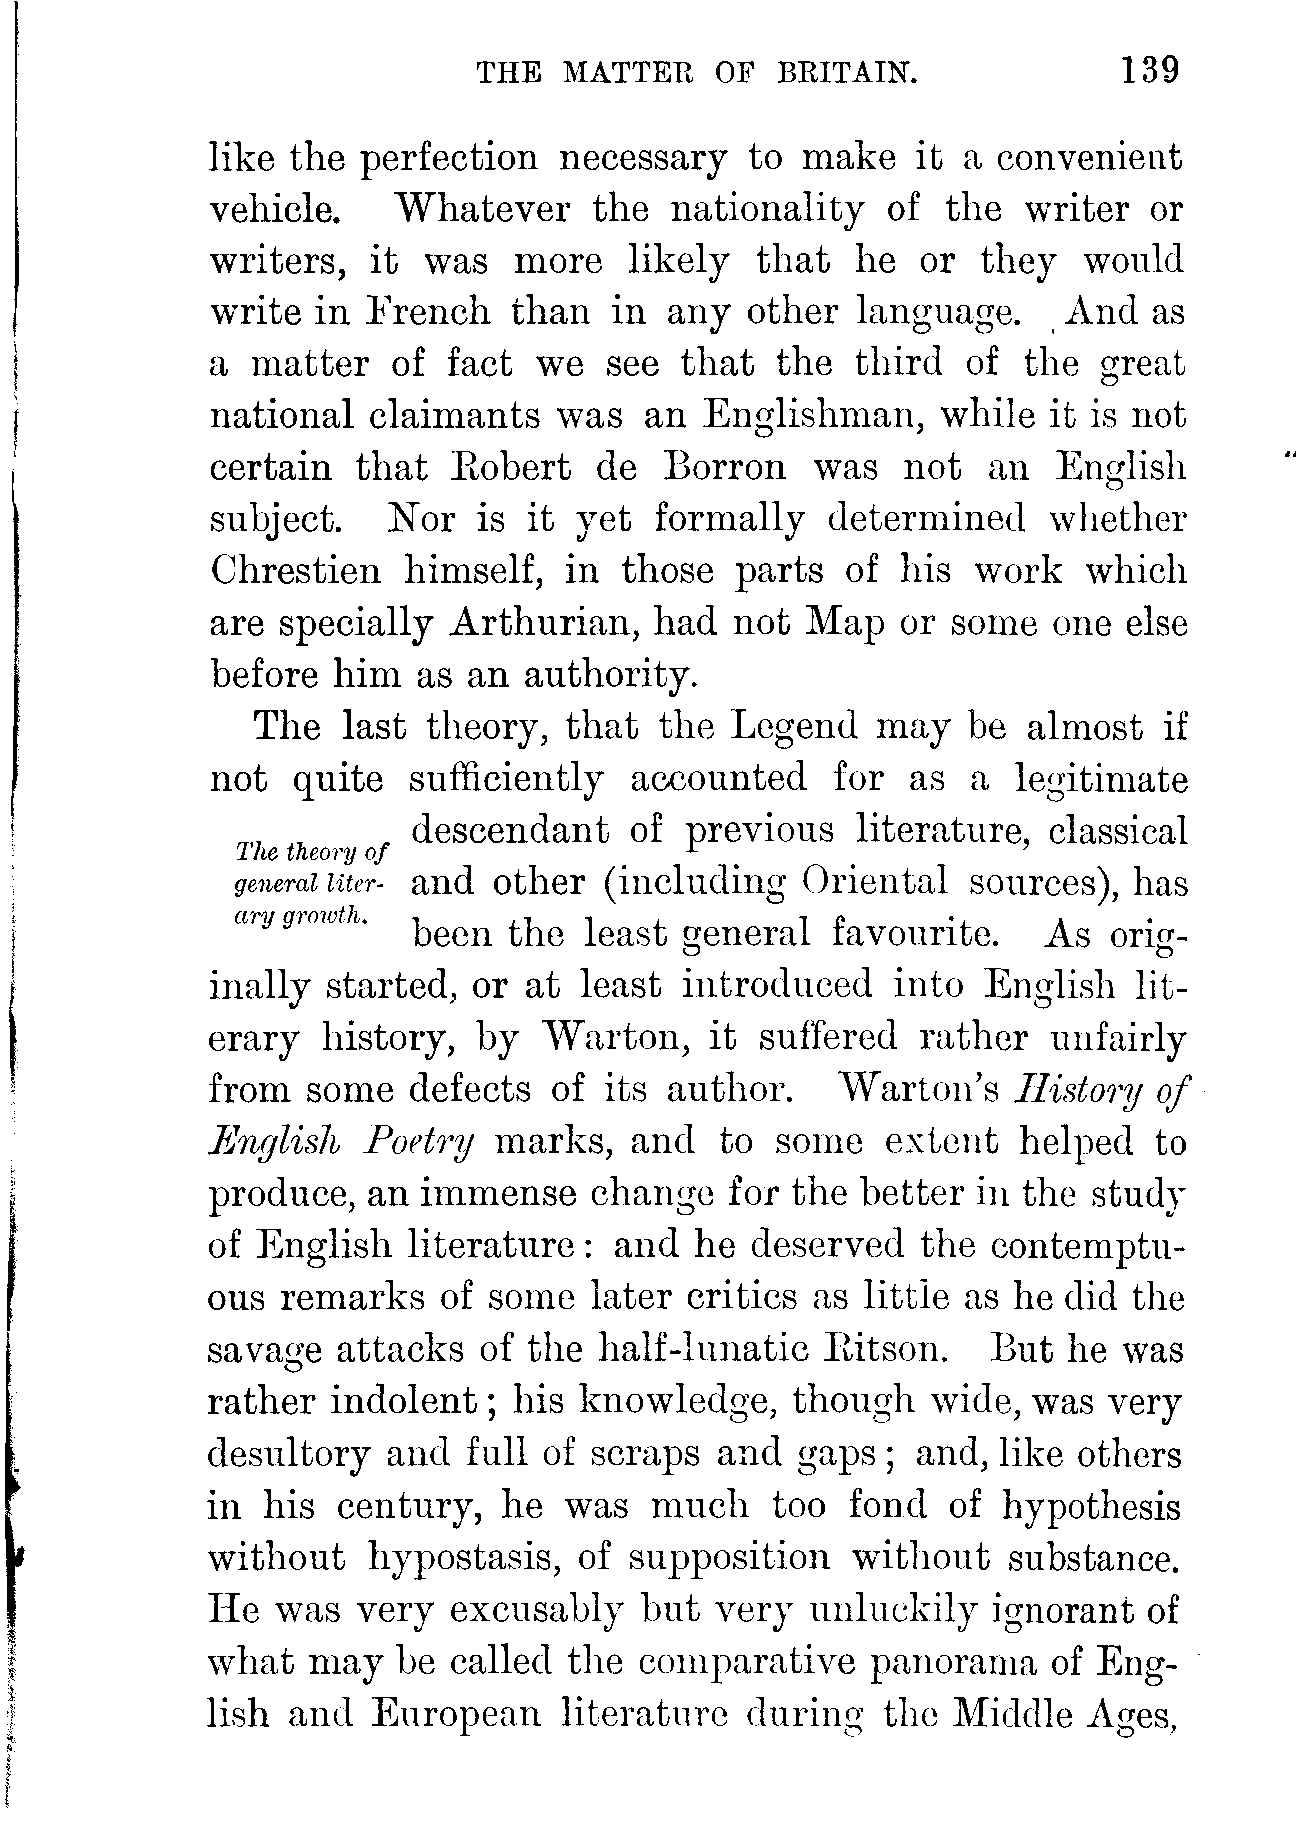 THE MATTER OF BRITAIN. 139
like the perfection necessary to make it a convenient
vehicle. Whatever the nationality of the writer or
writers, it was more likely that he or they would
write in French than in any other language. And as
a matter of fact we see that the third of the great
national claimants was an Englishman, while it is not
certain that Robert de Borron was not an English
subject. Nor is it yet formally determined whether
Chrestien himself, in those parts of his work which
are specially Arthurian, had not Map or some one else
before him as an authority.
The last theory, that the Legend may be almost if
not quite sufficiently accounted for as a legitimate
The theory of
general liter-
ary growth.
descendant of previous literature, classical
and other (including Oriental sources), has
been the least general favourite. As orig-
inally started, or at least introduced into English lit-
erary history, by Warton, it suffered rather unfairly
from some defects of its author. Warton's History of
English Poetry marks, and to some extent helped to
produce, an immense change for the better in the study
of English literature: and he deserved the contemptu-
ous remarks of some later critics as little as he did the
savage attacks of the half-lunatic Ritson. But he was
rather indolent; his knowledge, though wide, was very
desultory and full of scraps and gaps; and, like others
in his century, he was much too fond of hypothesis
without hypostasis, of supposition without substance.
He was very excusably but very unluckily ignorant of
what may be called the comparative panorama of Eng-
lish and European literature during the Middle Ages,